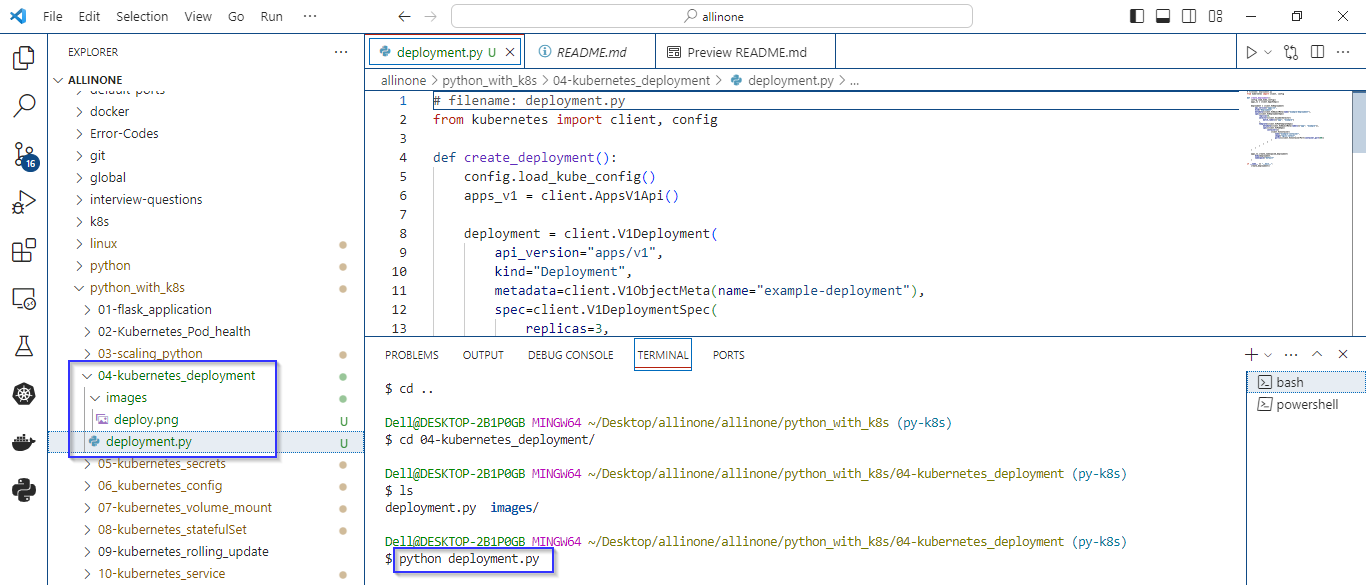 File Edit Selection View Go Run ···
allinone
EXPLORER ···
ALLINONE
default-ports
docker
Error-Codes
git
global
interview-questions
k8s
linux
python
python_with_k8s
01-flask_application
02-Kubernetes_Pod_health
03-scaling_python
04-kubernetes_deployment
images
deploy.png U
deployment.py U
05-kubernetes_secrets
06_kubernetes_config
07-kubernetes_volume_mount
08-kubernetes_statefulSet
09-kubernetes_rolling_update
10-kubernetes_service
16
deployment.py U README.md Preview README.md
allinone > python_with_k8s > 04-kubernetes_deployment > deployment.py > ...
1 # filename: deployment.py
2 from kubernetes import client, config
3
4 def create_deployment():
5 config.load_kube_config()
6 apps_v1 = client.AppsV1Api()
7
8 deployment = client.V1Deployment(
9 api_version="apps/v1",
10 kind="Deployment",
11 metadata=client.V1ObjectMeta(name="example-deployment"),
12 spec=client.V1DeploymentSpec(
13 replicas=3,
PROBLEMS OUTPUT DEBUG CONSOLE TERMINAL PORTS
$ cd ..
Dell@DESKTOP-2B1P0GB MINGW64 ~/Desktop/allinone/allinone/python_with_k8s (py-k8s)
$ cd 04-kubernetes_deployment/
Dell@DESKTOP-2B1P0GB MINGW64 ~/Desktop/allinone/allinone/python_with_k8s/04-kubernetes_deployment (py-k8s)
$ ls
deployment.py images/
Dell@DESKTOP-2B1P0GB MINGW64 ~/Desktop/allinone/allinone/python_with_k8s/04-kubernetes_deployment (py-k8s)
$ python deployment.py
bash
powershell